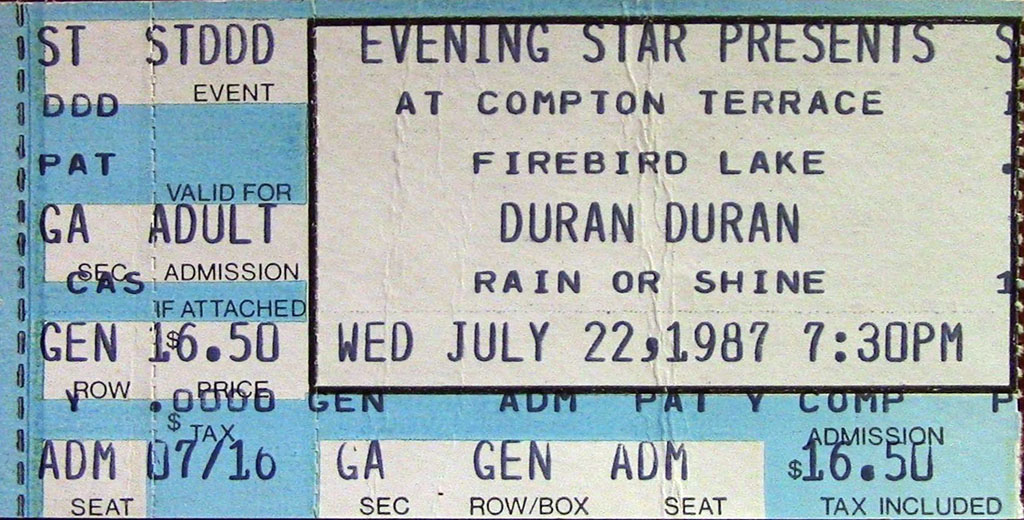 ST STDDD
EVENT
DDD
PAT
VALID FOR
GA ADULT
SEC ADMISSION
CAS
IF ATTACHED
GEN $16.50
ROW PRICE
Y .0000
$ TAX
ADM 07/16
SEAT
EVENING STAR PRESENTS S
AT COMPTON TERRACE
FIREBIRD LAKE
DURAN DURAN
RAIN OR SHINE 1
WED JULY 22,1987 7:30PM
GEN ADM PAT Y COMP P
ADMISSION
GA GEN ADM $16.50
SEC ROW/BOX SEAT TAX INCLUDED